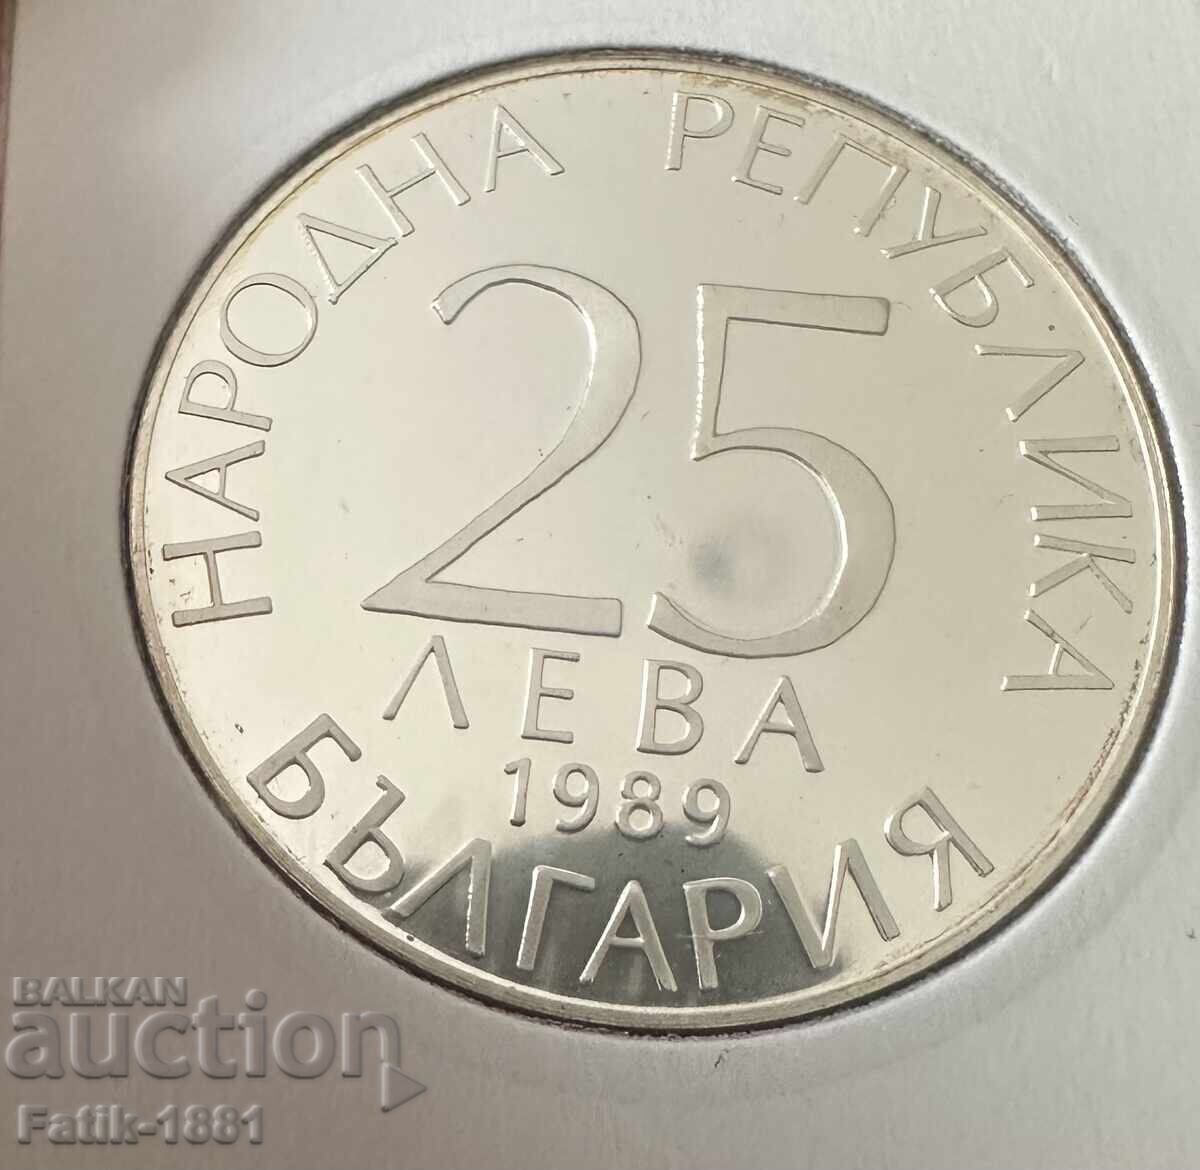 НАРОДНА РЕПУБЛИКА
25
ЛЕВА
1989
БЪЛГАРИЯ
BALKAN
auction
Fatik-1881